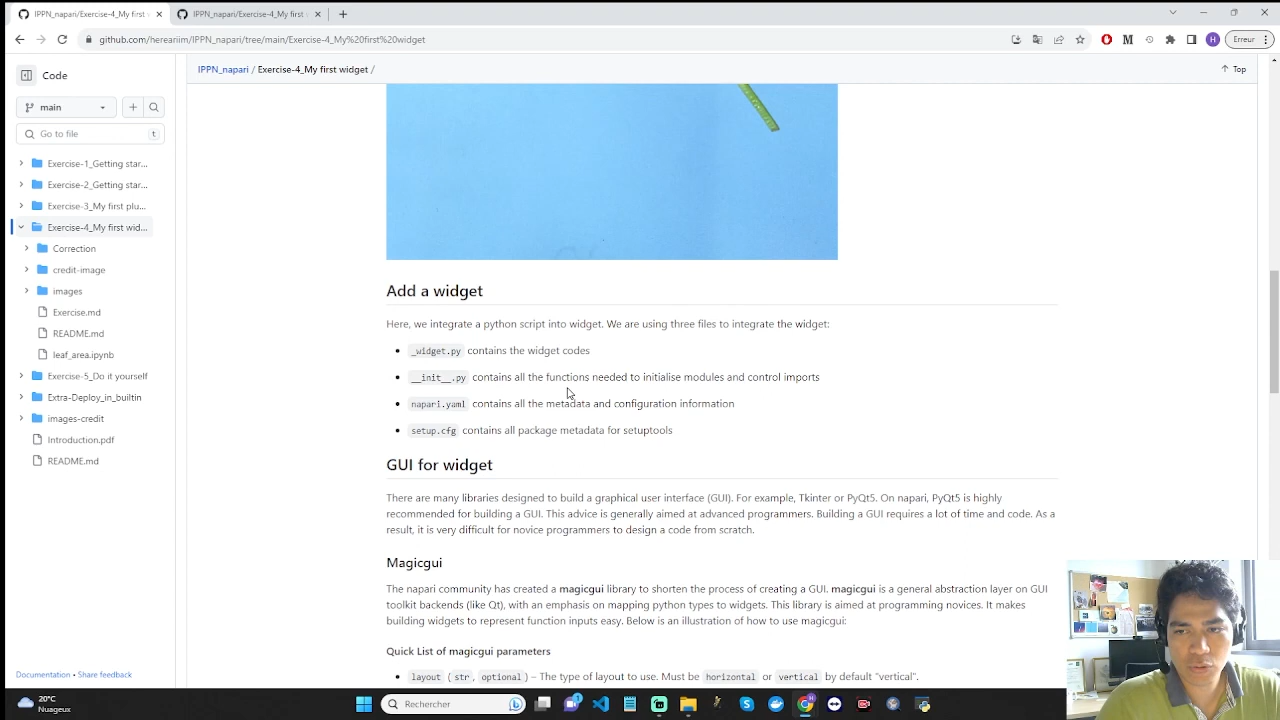 IPPN_napari/Exercise-4_My first
IPPN_napari/Exercise-4_My first
github.com/hereariim/IPPN_napari/tree/main/Exercise-4_My%20first%20widget
Erreur
Code
IPPN_napari / Exercise-4_My first widget /
Top
main
Go to file
t
Exercise-1_Getting star...
Exercise-2_Getting star...
Exercise-3_My first plu...
Exercise-4_My first wid...
Correction
credit-image
images
Exercise.md
README.md
leaf_area.ipynb
Exercise-5_Do it yourself
Extra-Deploy_in_builtin
images-credit
Introduction.pdf
README.md
Documentation • Share feedback
Add a widget
Here, we integrate a python script into widget. We are using three files to integrate the widget:
• _widget.py contains the widget codes
• __init__.py contains all the functions needed to initialise modules and control imports
• napari.yaml contains all the metadata and configuration information
• setup.cfg contains all package metadata for setuptools
GUI for widget
There are many libraries designed to build a graphical user interface (GUI). For example, Tkinter or PyQt5. On napari, PyQt5 is highly
recommended for building a GUI. This advice is generally aimed at advanced programmers. Building a GUI requires a lot of time and code. As a
result, it is very difficult for novice programmers to design a code from scratch.
Magicgui
The napari community has created a magicgui library to shorten the process of creating a GUI. magicgui is a general abstraction layer on GUI
toolkit backends (like Qt), with an emphasis on mapping python types to widgets. This library is aimed at programming novices. It makes
building widgets to represent function inputs easy. Below is an illustration of how to use magicgui:
Quick List of magicgui parameters
• layout ( str, optional ) – The type of layout to use. Must be horizontal or vertical by default "vertical".
20°C
Nuageux
Rechercher